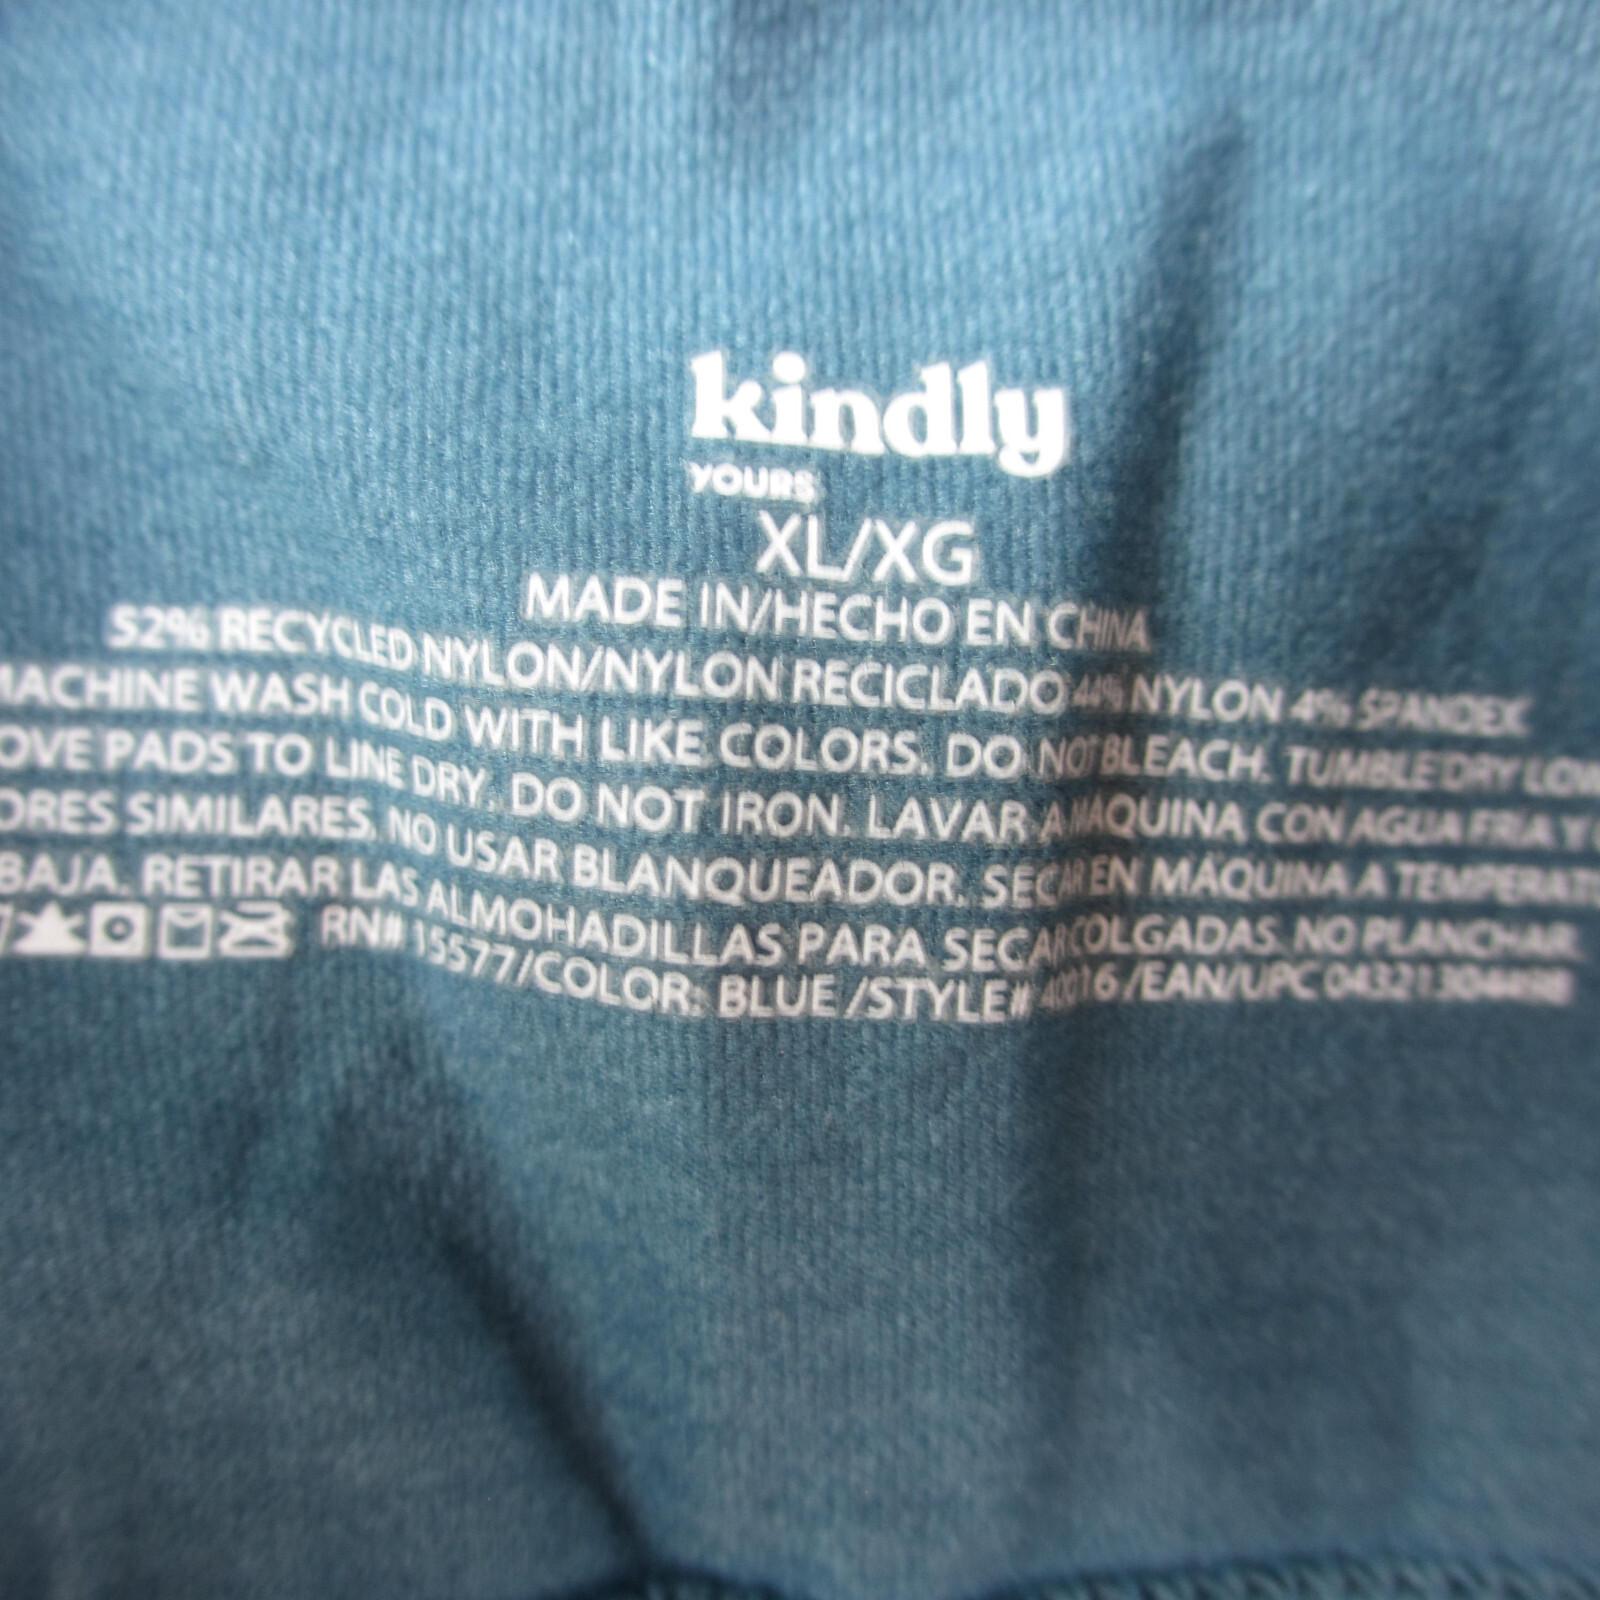 kindly
YOURS
XL/XG
MADE IN/HECHO EN CHINA
52% RECYCLED NYLON/NYLON RECICLADO 44% NYLON 4% SPANDEX
MACHINE WASH COLD WITH LIKE COLORS. DO NOT BLEACH. TUMBLE DRY LOW
OVE PADS TO LINE DRY. DO NOT IRON. LAVAR A MÁQUINA CON AGUA FRIA Y
ORES SIMILARES. NO USAR BLANQUEADOR. SECAR EN MÁQUINA A TEMPERAT
BAJA. RETIRAR LAS ALMOHADILLAS PARA SECAR COLGADAS. NO PLANCHAR.
RN# 15577/COLOR: BLUE /STYLE# 40016 /EAN/UPC